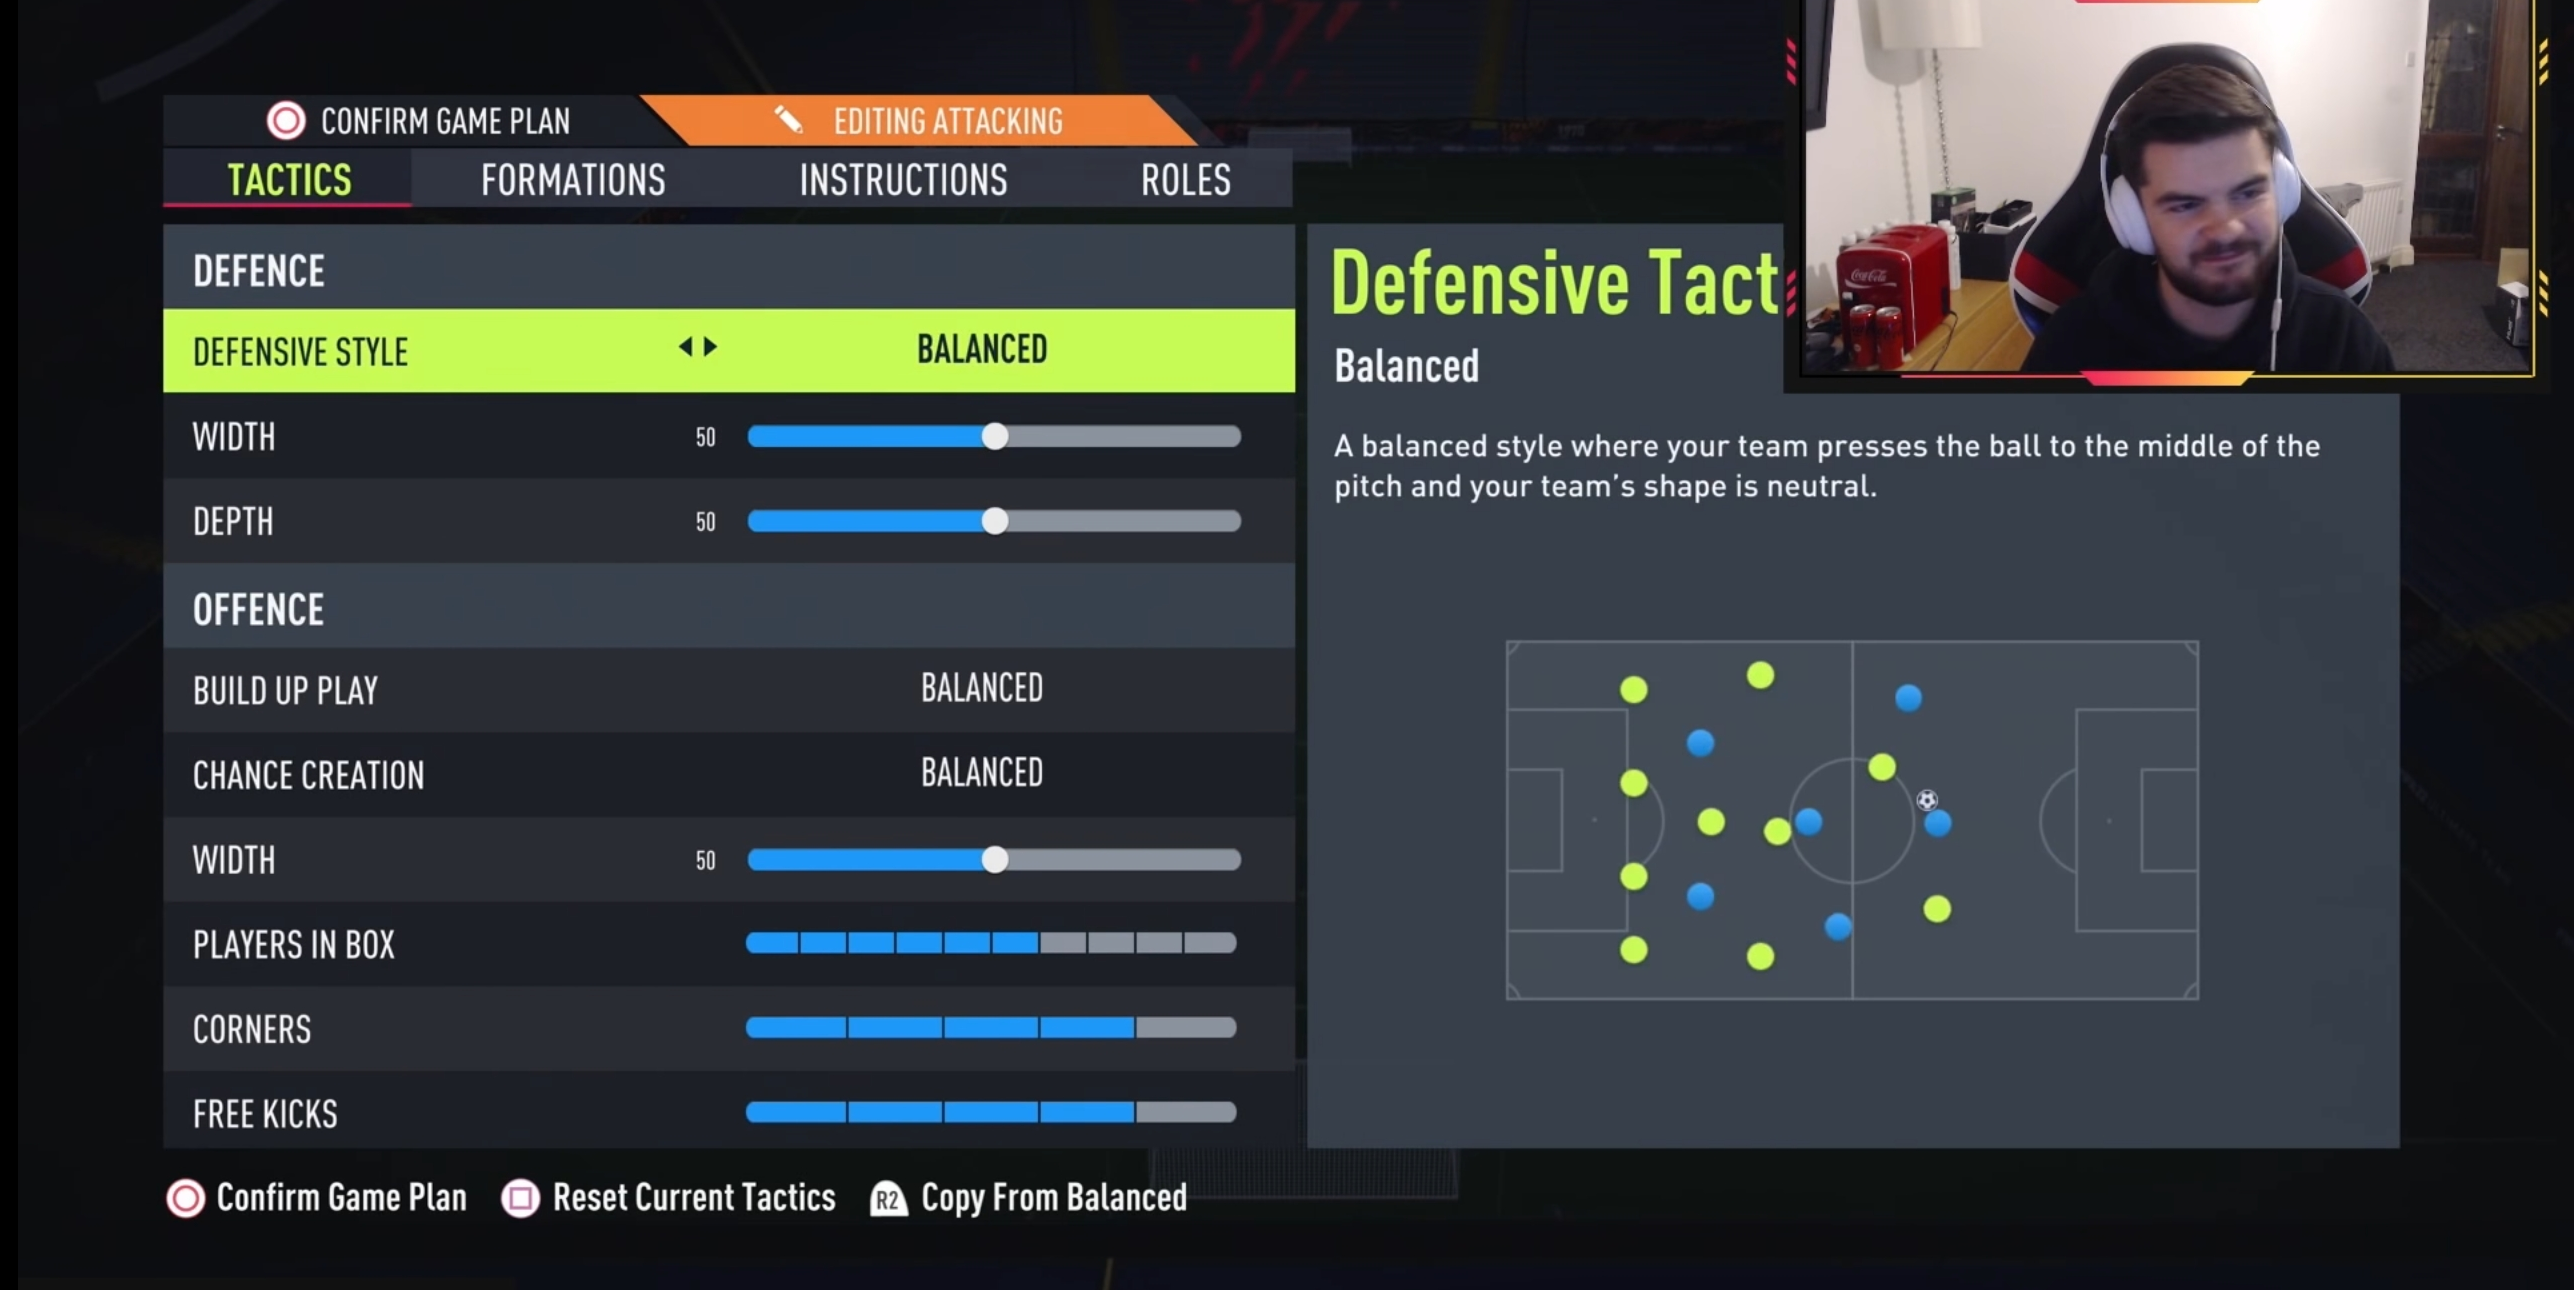 CONFIRM GAME PLAN
EDITING ATTACKING
TACTICS
FORMATIONS
INSTRUCTIONS
ROLES
DEFENCE
DEFENSIVE STYLE
BALANCED
WIDTH
50
DEPTH
50
OFFENCE
BUILD UP PLAY
BALANCED
CHANCE CREATION
BALANCED
WIDTH
50
PLAYERS IN BOX
CORNERS
FREE KICKS
Defensive Tact
Balanced
A balanced style where your team presses the ball to the middle of the
pitch and your team's shape is neutral.
Coca-Cola
Confirm Game Plan
Reset Current Tactics
R2 Copy From Balanced